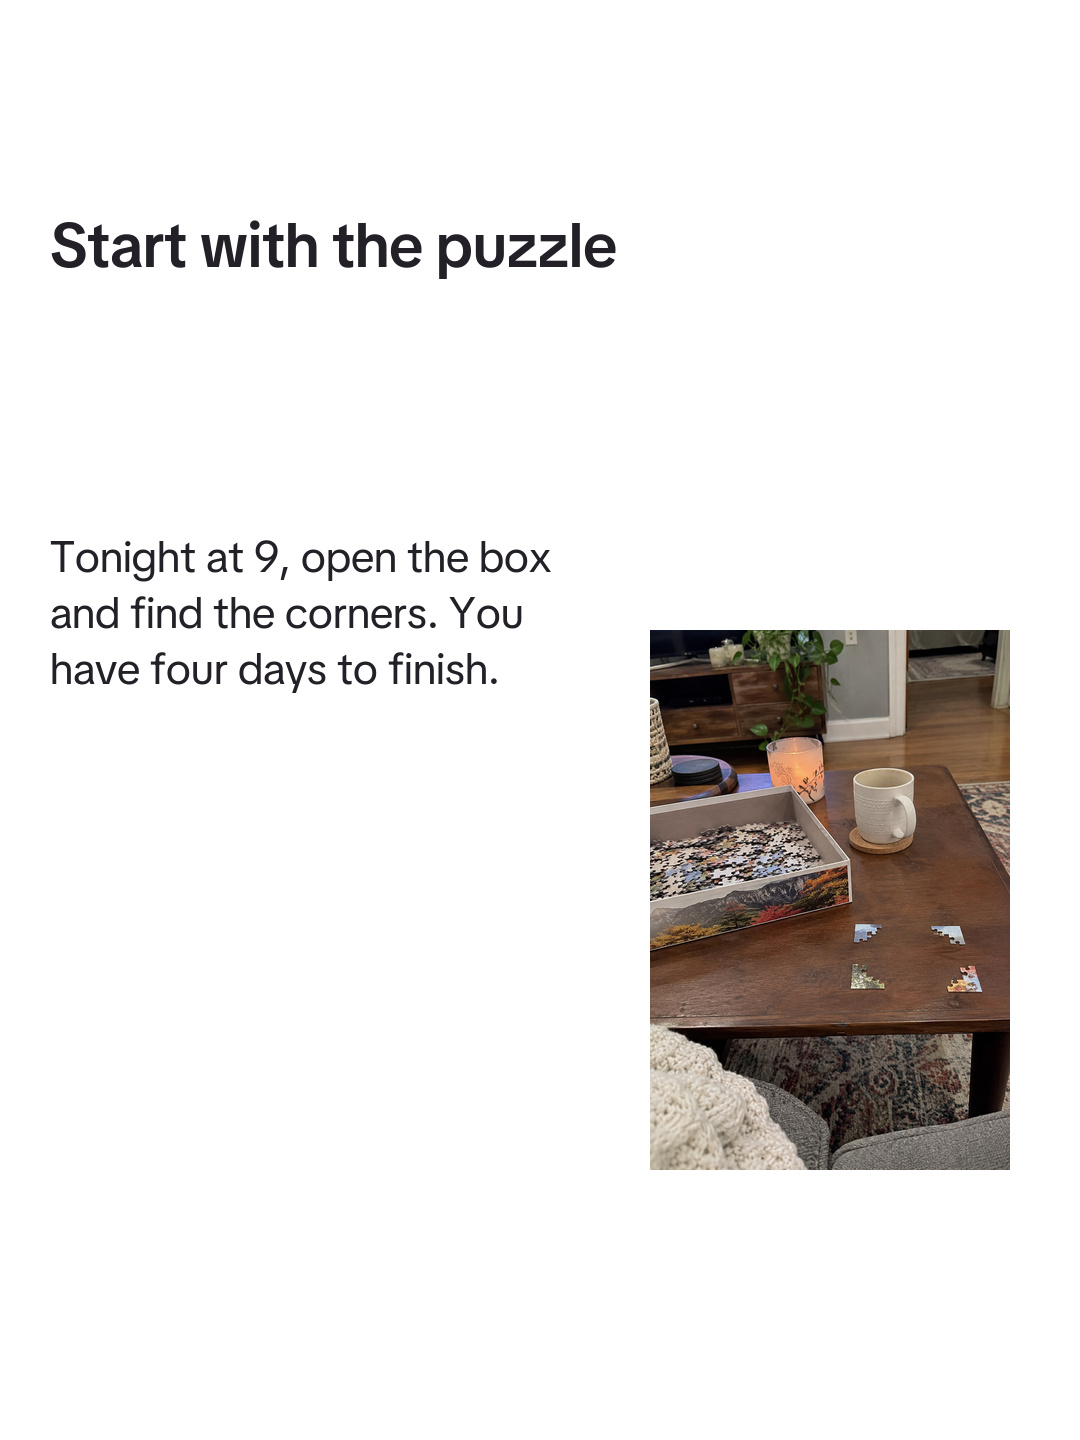 Start with the puzzle
Tonight at 9, open the box
and find the corners. You
have four days to finish.